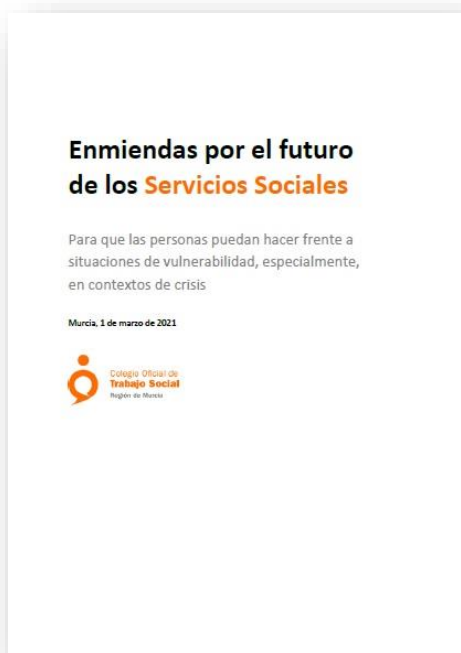 Enmiendas por el futuro
de los Servicios Sociales
Para que las personas puedan hacer frente a
situaciones de vulnerabilidad, especialmente,
en contextos de crisis
Murcia, 1 de marzo de 2021
Colegio Oficial de
Trabajo Social
Región de Murcia